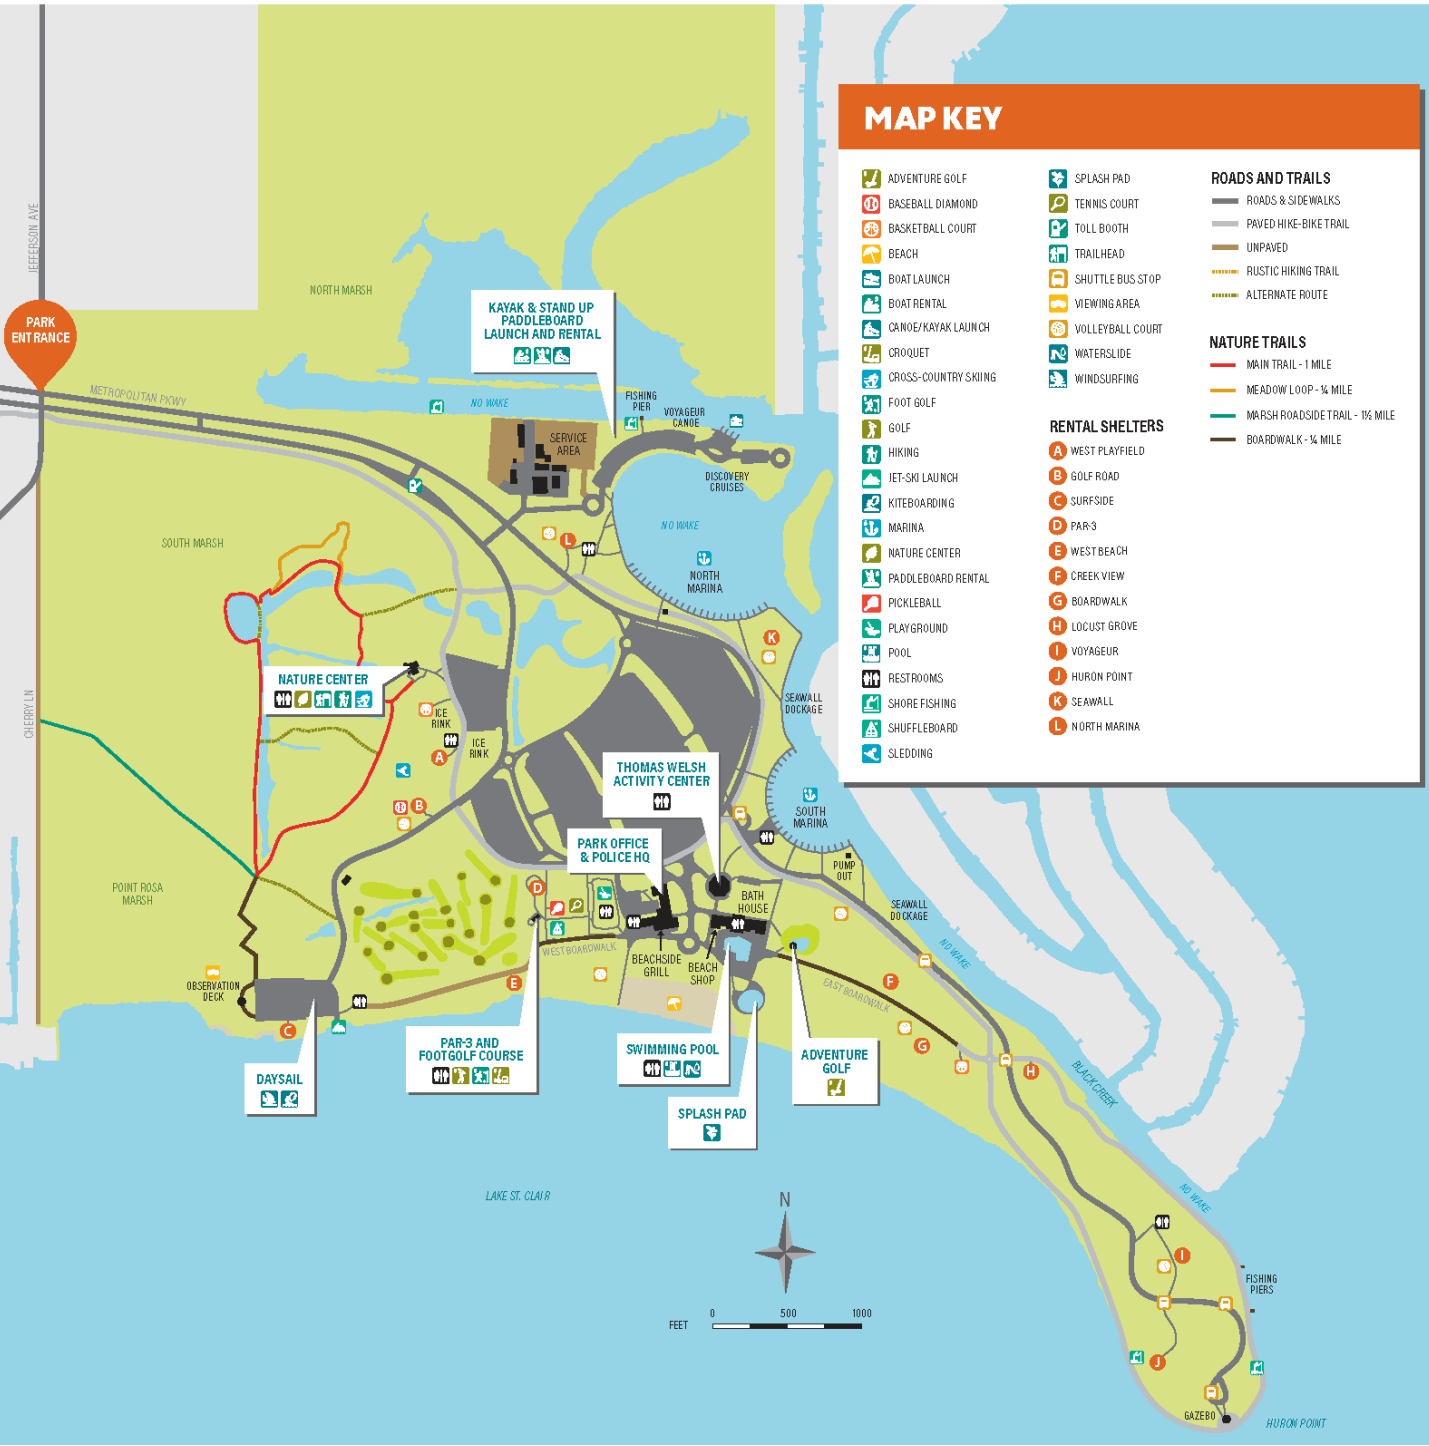 MAP KEY
ADVENTURE GOLF
BASEBALL DIAMOND
BASKETBALL COURT
BEACH
BOAT LAUNCH
BOAT RENTAL
CANOE/KAYAK LAUNCH
CROQUET
CROSS-COUNTRY SKIING
FOOT GOLF
GOLF
HIKING
JET-SKI LAUNCH
KITEBOARDING
MARINA
NATURE CENTER
PADDLEBOARD RENTAL
PICKLEBALL
PLAYGROUND
POOL
RESTROOMS
SHORE FISHING
SHUFFLEBOARD
SLEDDING
SPLASH PAD
TENNIS COURT
TOLL BOOTH
TRAILHEAD
SHUTTLE BUS STOP
VIEWING AREA
VOLLEYBALL COURT
WATERSLIDE
WINDSURFING
RENTAL SHELTERS
A WEST PLAYFIELD
B GOLF ROAD
C SURFSIDE
D PAR-3
E WEST BEACH
F CREEK VIEW
G BOARDWALK
H LOCUST GROVE
I VOYAGEUR
J HURON POINT
K SEAWALL
L NORTH MARINA
ROADS AND TRAILS
ROADS & SIDEWALKS
PAVED HIKE-BIKE TRAIL
UNPAVED
RUSTIC HIKING TRAIL
ALTERNATE ROUTE
NATURE TRAILS
MAIN TRAIL - 1 MILE
MEADOW LOOP - ¼ MILE
MARSH ROADSIDE TRAIL - 1½ MILE
BOARDWALK - ¼ MILE
JEFFERSON AVE
PARK
ENTRANCE
METROPOLITAN PKWY
NORTH MARSH
KAYAK & STAND UP
PADDLEBOARD
LAUNCH AND RENTAL
NO WAKE
FISHING
PIER
VOYAGEUR
CANOE
SERVICE
AREA
DISCOVERY
CRUISES
NO WAKE
L
NORTH
MARINA
SOUTH MARSH
K
NATURE CENTER
SEAWALL
DOCKAGE
CHERRY LN
ICE
RINK
ICE
RINK
A
B
THOMAS WELSH
ACTIVITY CENTER
SOUTH
MARINA
PARK OFFICE
& POLICE HQ
PUMP
OUT
POINT ROSA
MARSH
D
BATH
HOUSE
SEAWALL
DOCKAGE
WEST BOARDWALK
BEACHSIDE
GRILL
BEACH
SHOP
NO WAKE
OBSERVATION
DECK
E
F
EAST BOARDWALK
C
G
H
PAR-3 AND
FOOTGOLF COURSE
SWIMMING POOL
ADVENTURE
GOLF
DAYSAIL
SPLASH PAD
BLACK CREEK
LAKE ST. CLAIR
N
NO WAKE
I
FISHING
PIERS
0 500 1000
FEET
J
GAZEBO
HURON POINT